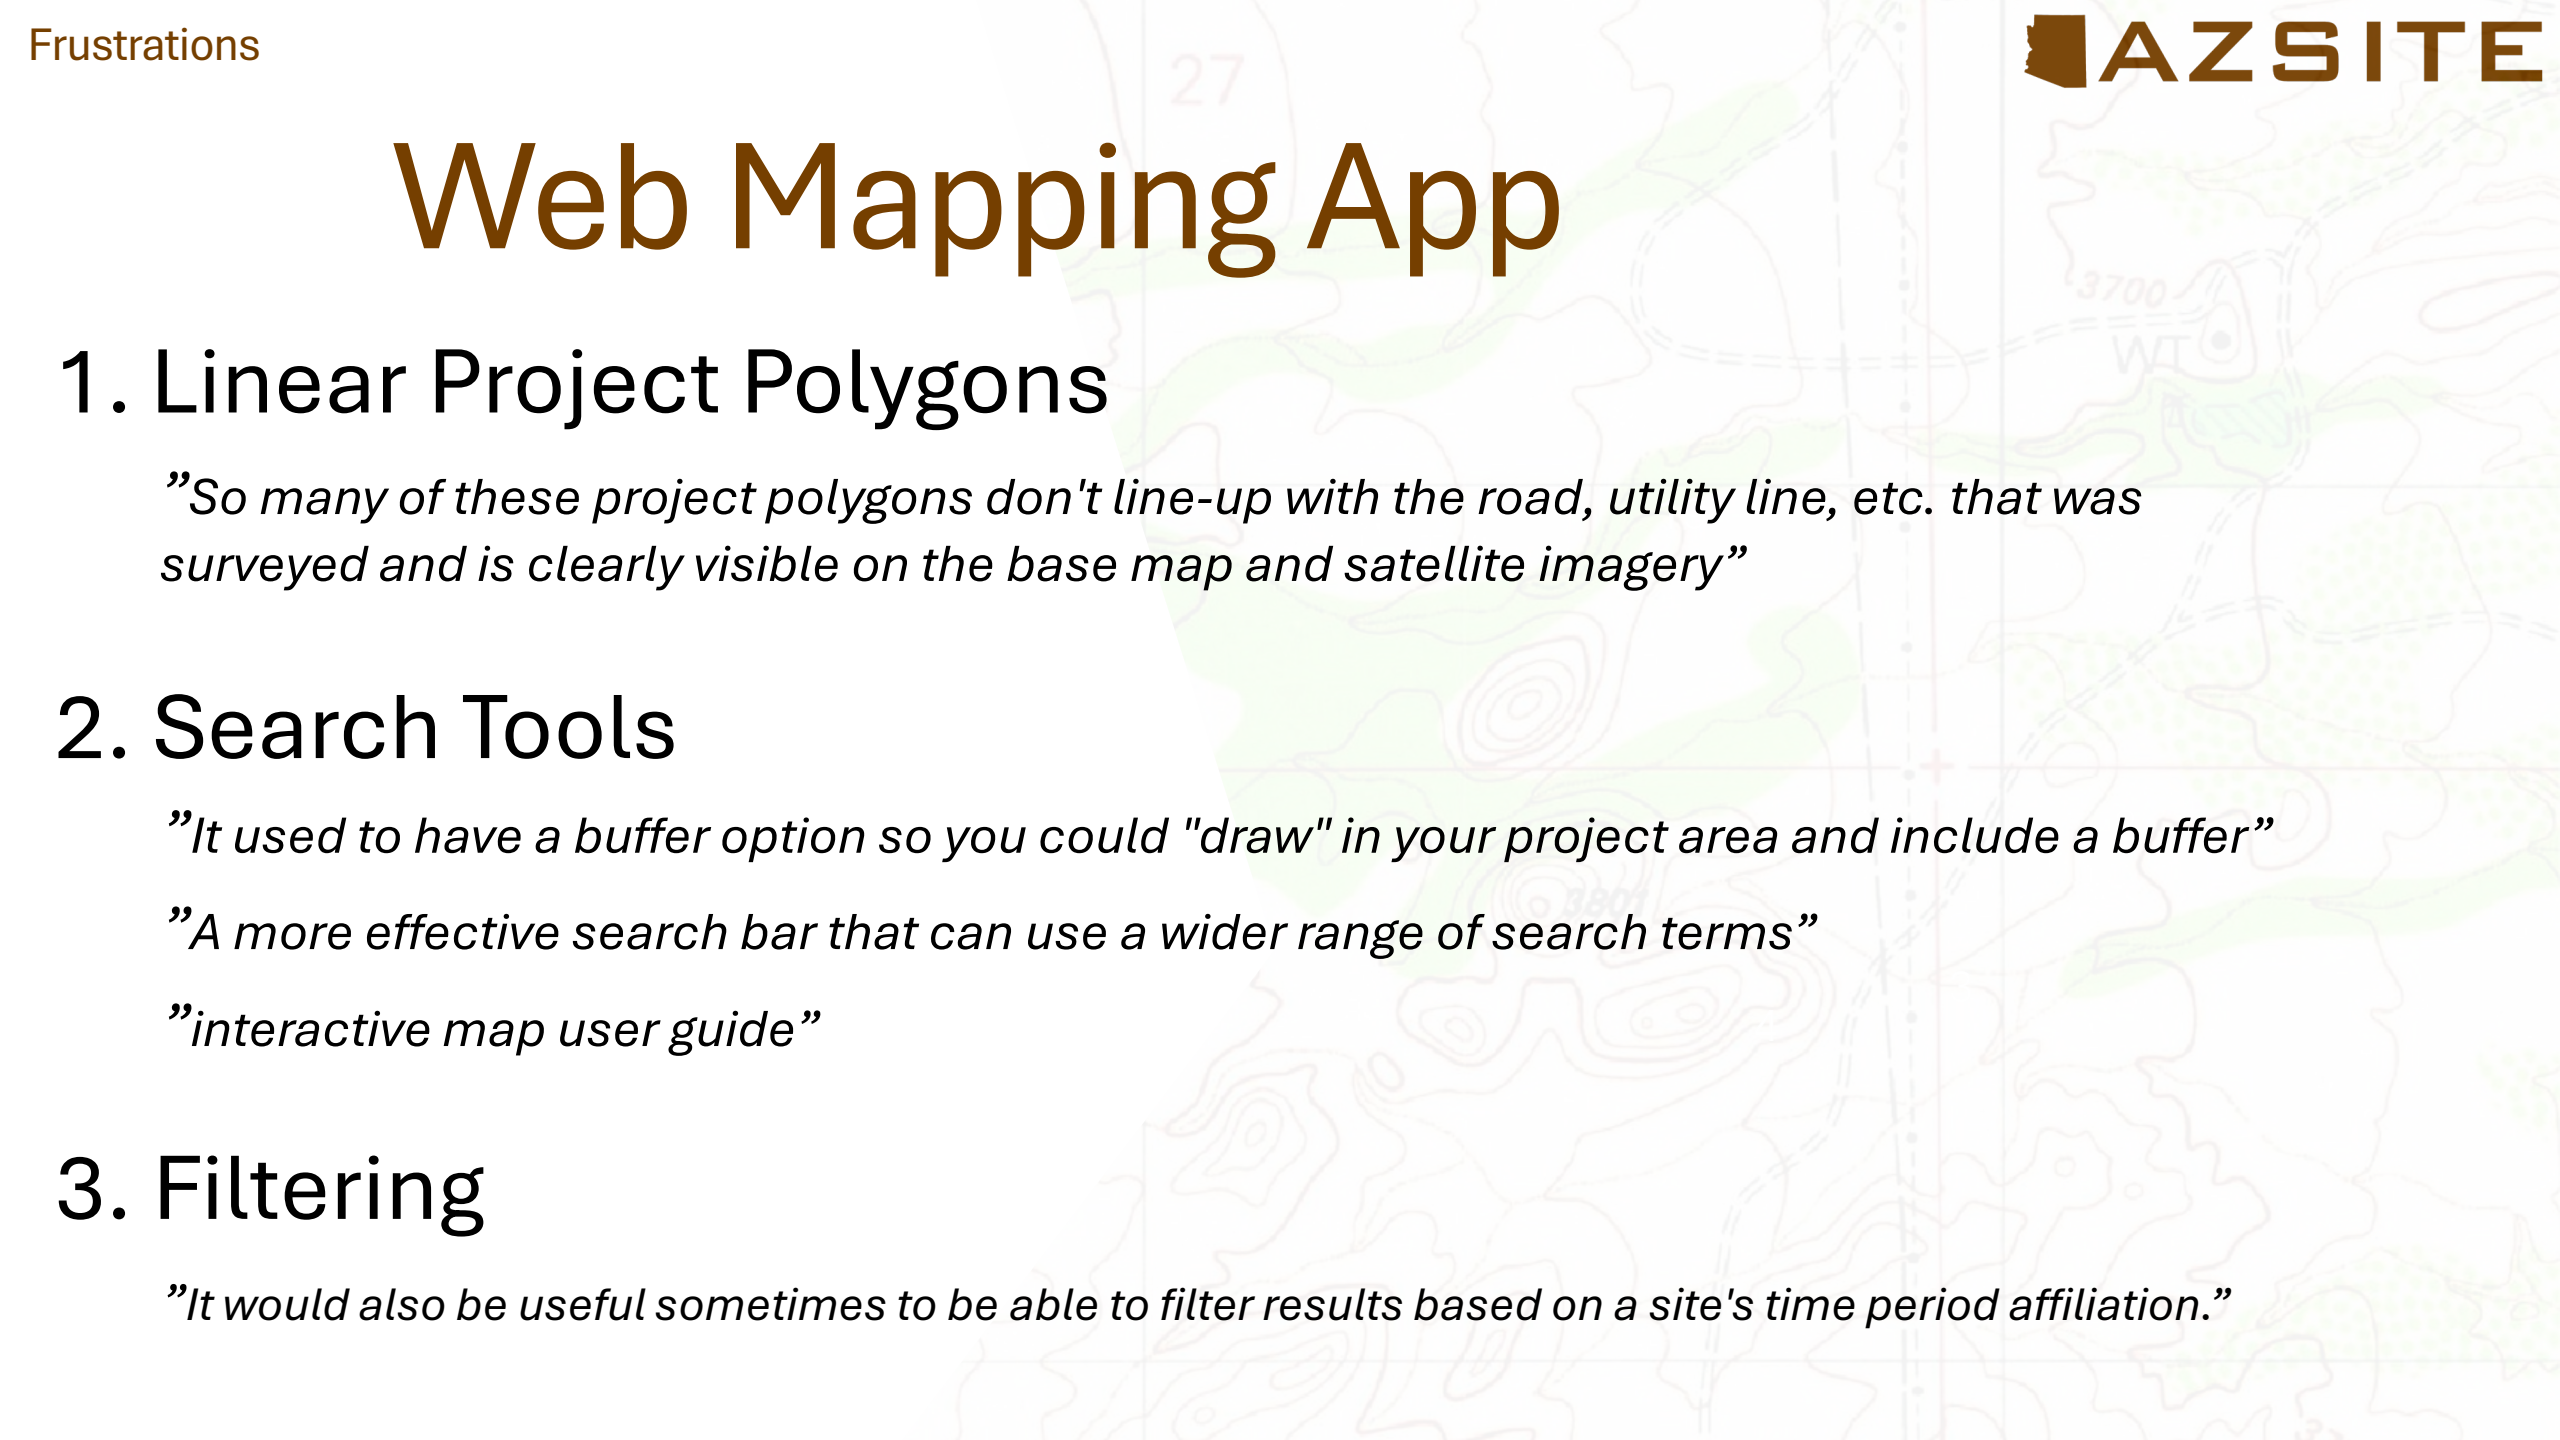 Frustrations
AZSITE
27
Web Mapping App
3700
WT
1. Linear Project Polygons
”So many of these project polygons don't line-up with the road, utility line, etc. that was
surveyed and is clearly visible on the base map and satellite imagery”
2. Search Tools
”It used to have a buffer option so you could "draw" in your project area and include a buffer”
3801
”A more effective search bar that can use a wider range of search terms”
”interactive map user guide”
3. Filtering
”It would also be useful sometimes to be able to filter results based on a site's time period affiliation.”